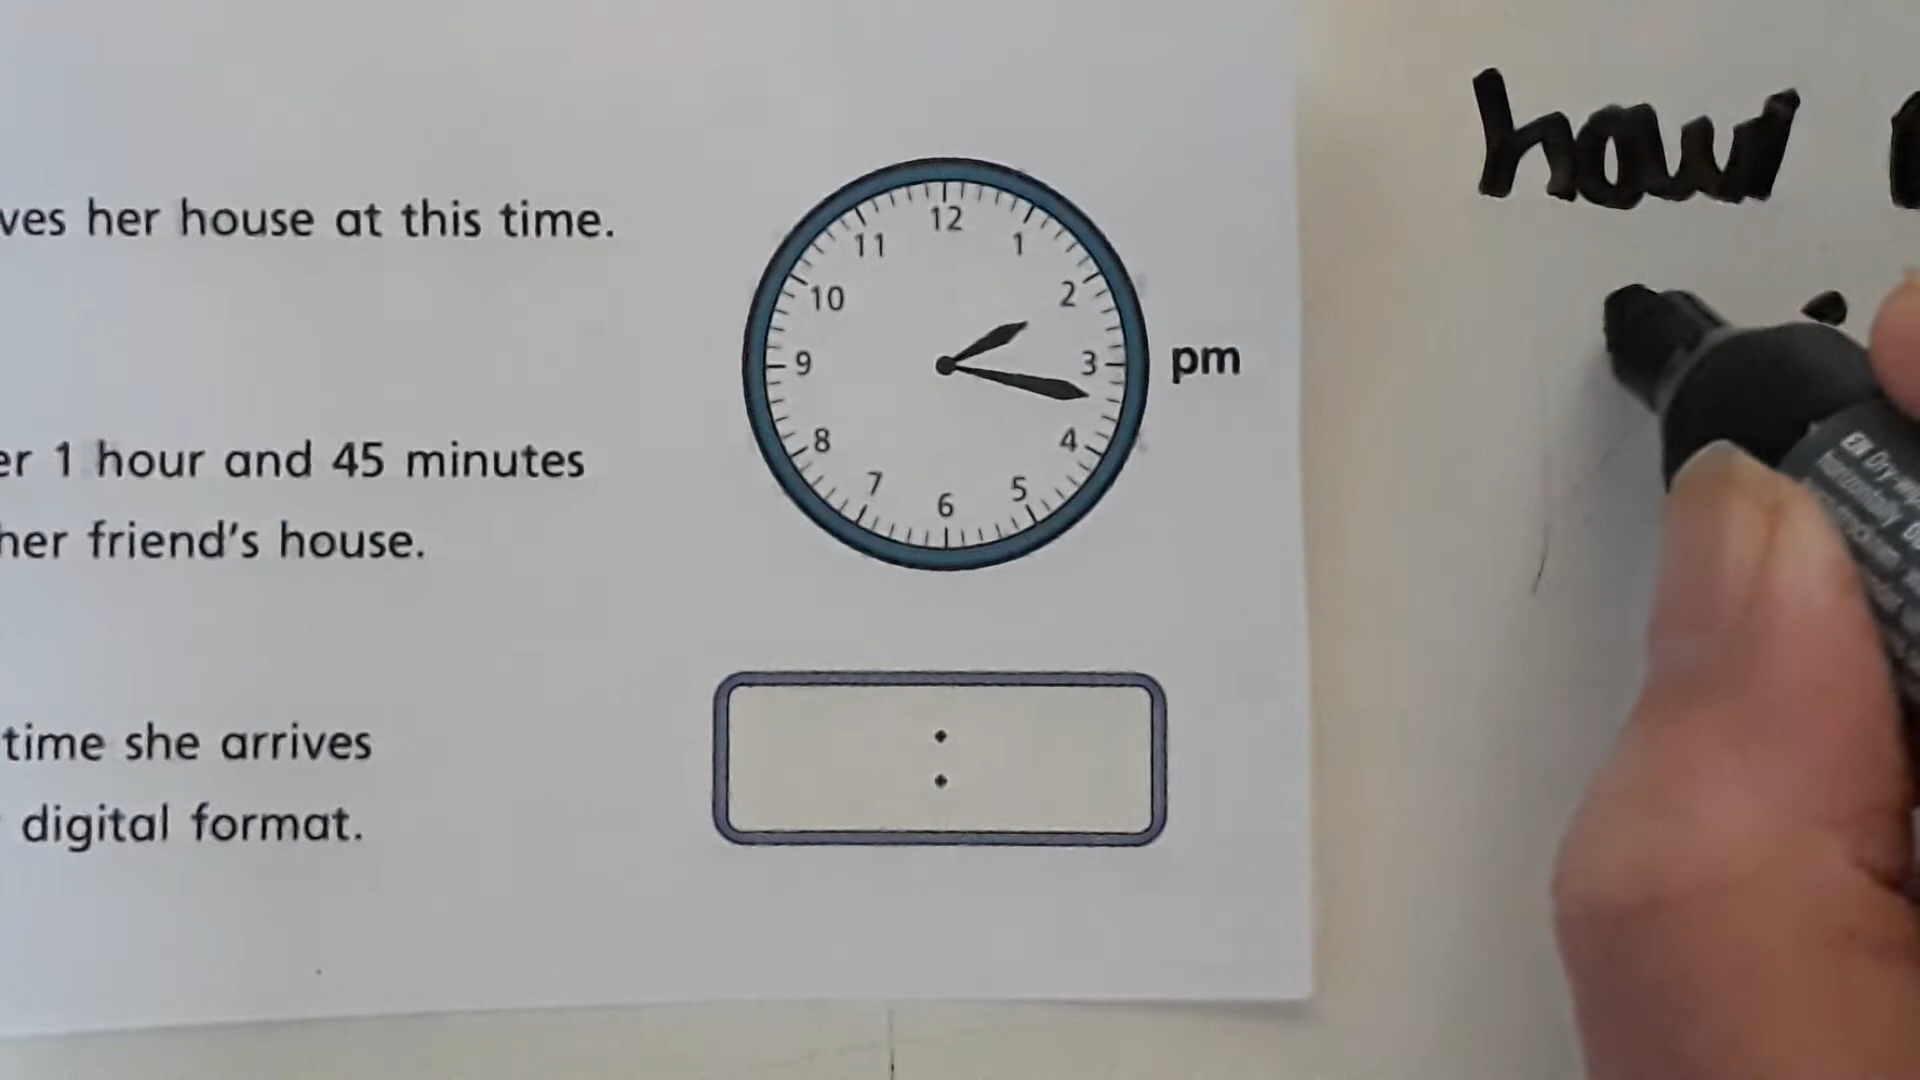 ves her house at this time.
er 1 hour and 45 minutes
her friend's house.
time she arrives
digital format.
12
1
2
3
4
5
6
7
8
9
10
11
pm
:
hour